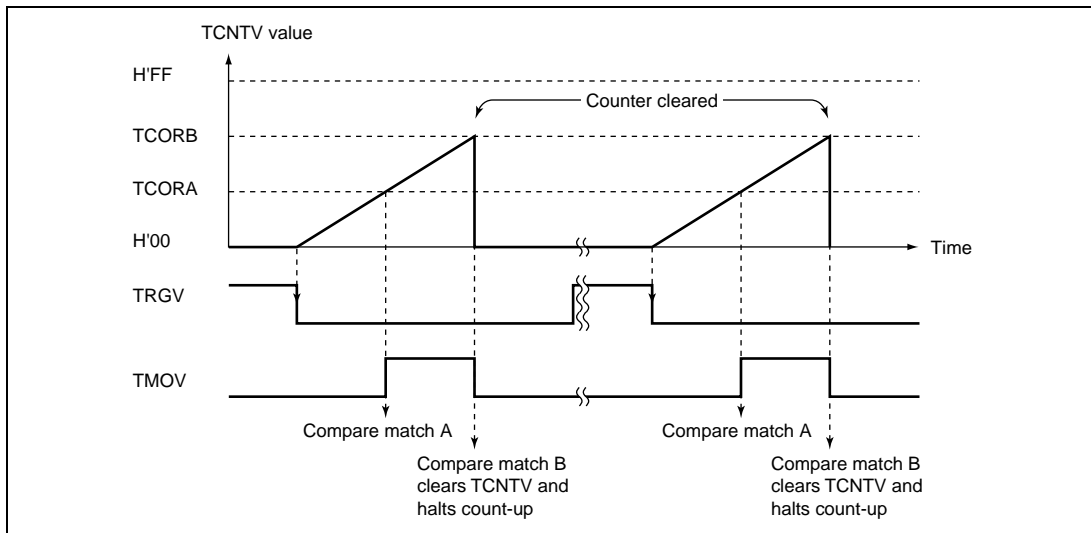 TCNTV value
H'FF
Counter cleared
TCORB
TCORA
H'00
Time
TRGV
TMOV
Compare match A
Compare match A
Compare match B
clears TCNTV and
halts count-up
Compare match B
clears TCNTV and
halts count-up